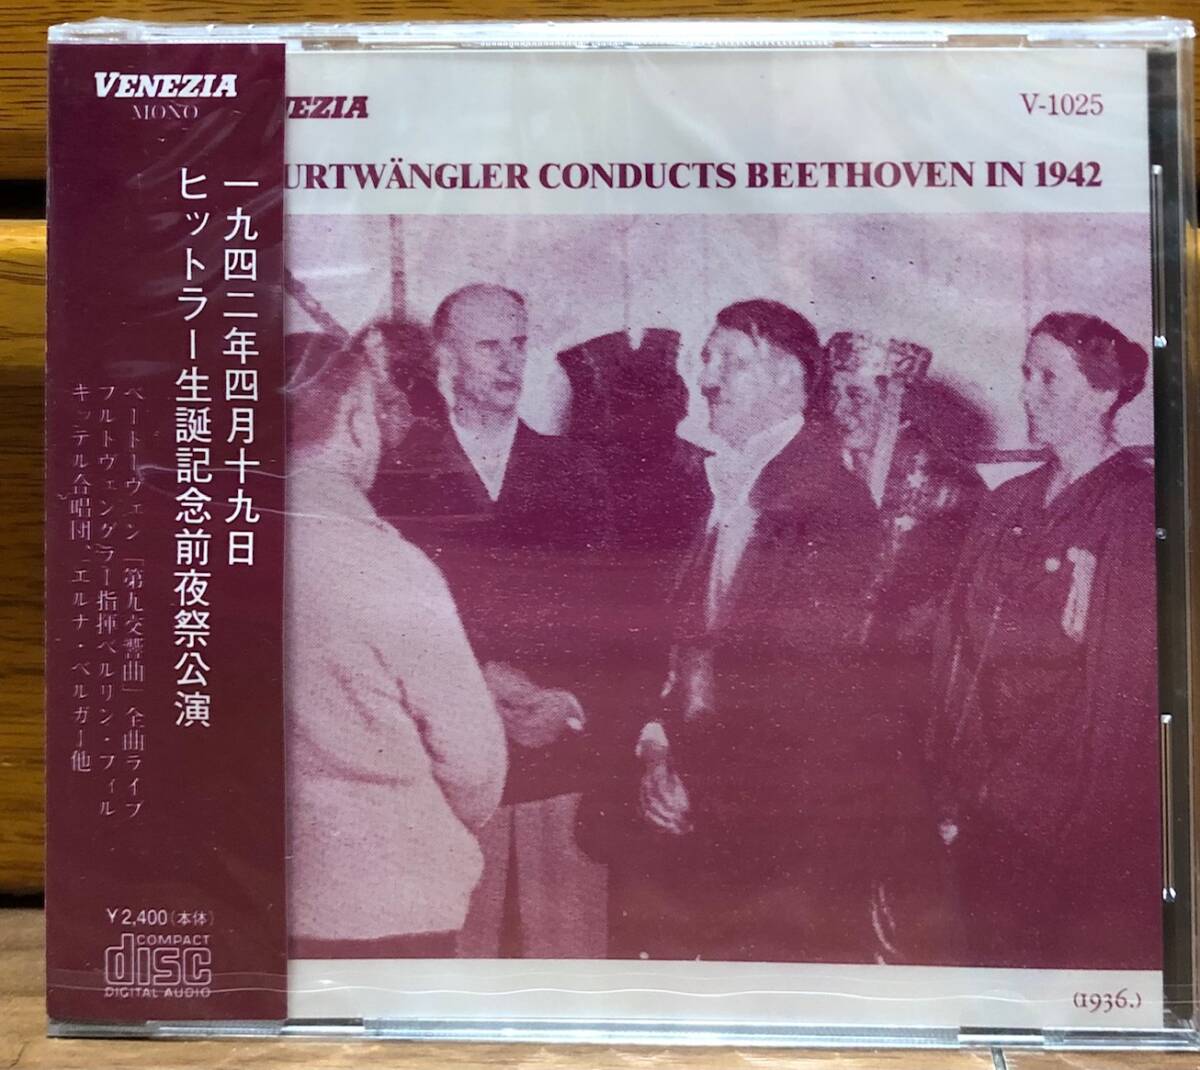 VENEZIA
MONO
一九四二年四月十九日
ヒットラー生誕記念前夜祭公演
ベートーヴェン「第九交響曲」全曲ライブ
フルトヴェングラー指揮ベルリン・フィル
キッテル合唱団、エルナ・ベルガー他
¥2,400(本体)
COMPACT
disc
DIGITAL AUDIO
EZIA
V-1025
URTWÄNGLER CONDUCTS BEETHOVEN IN 1942
(1936.)